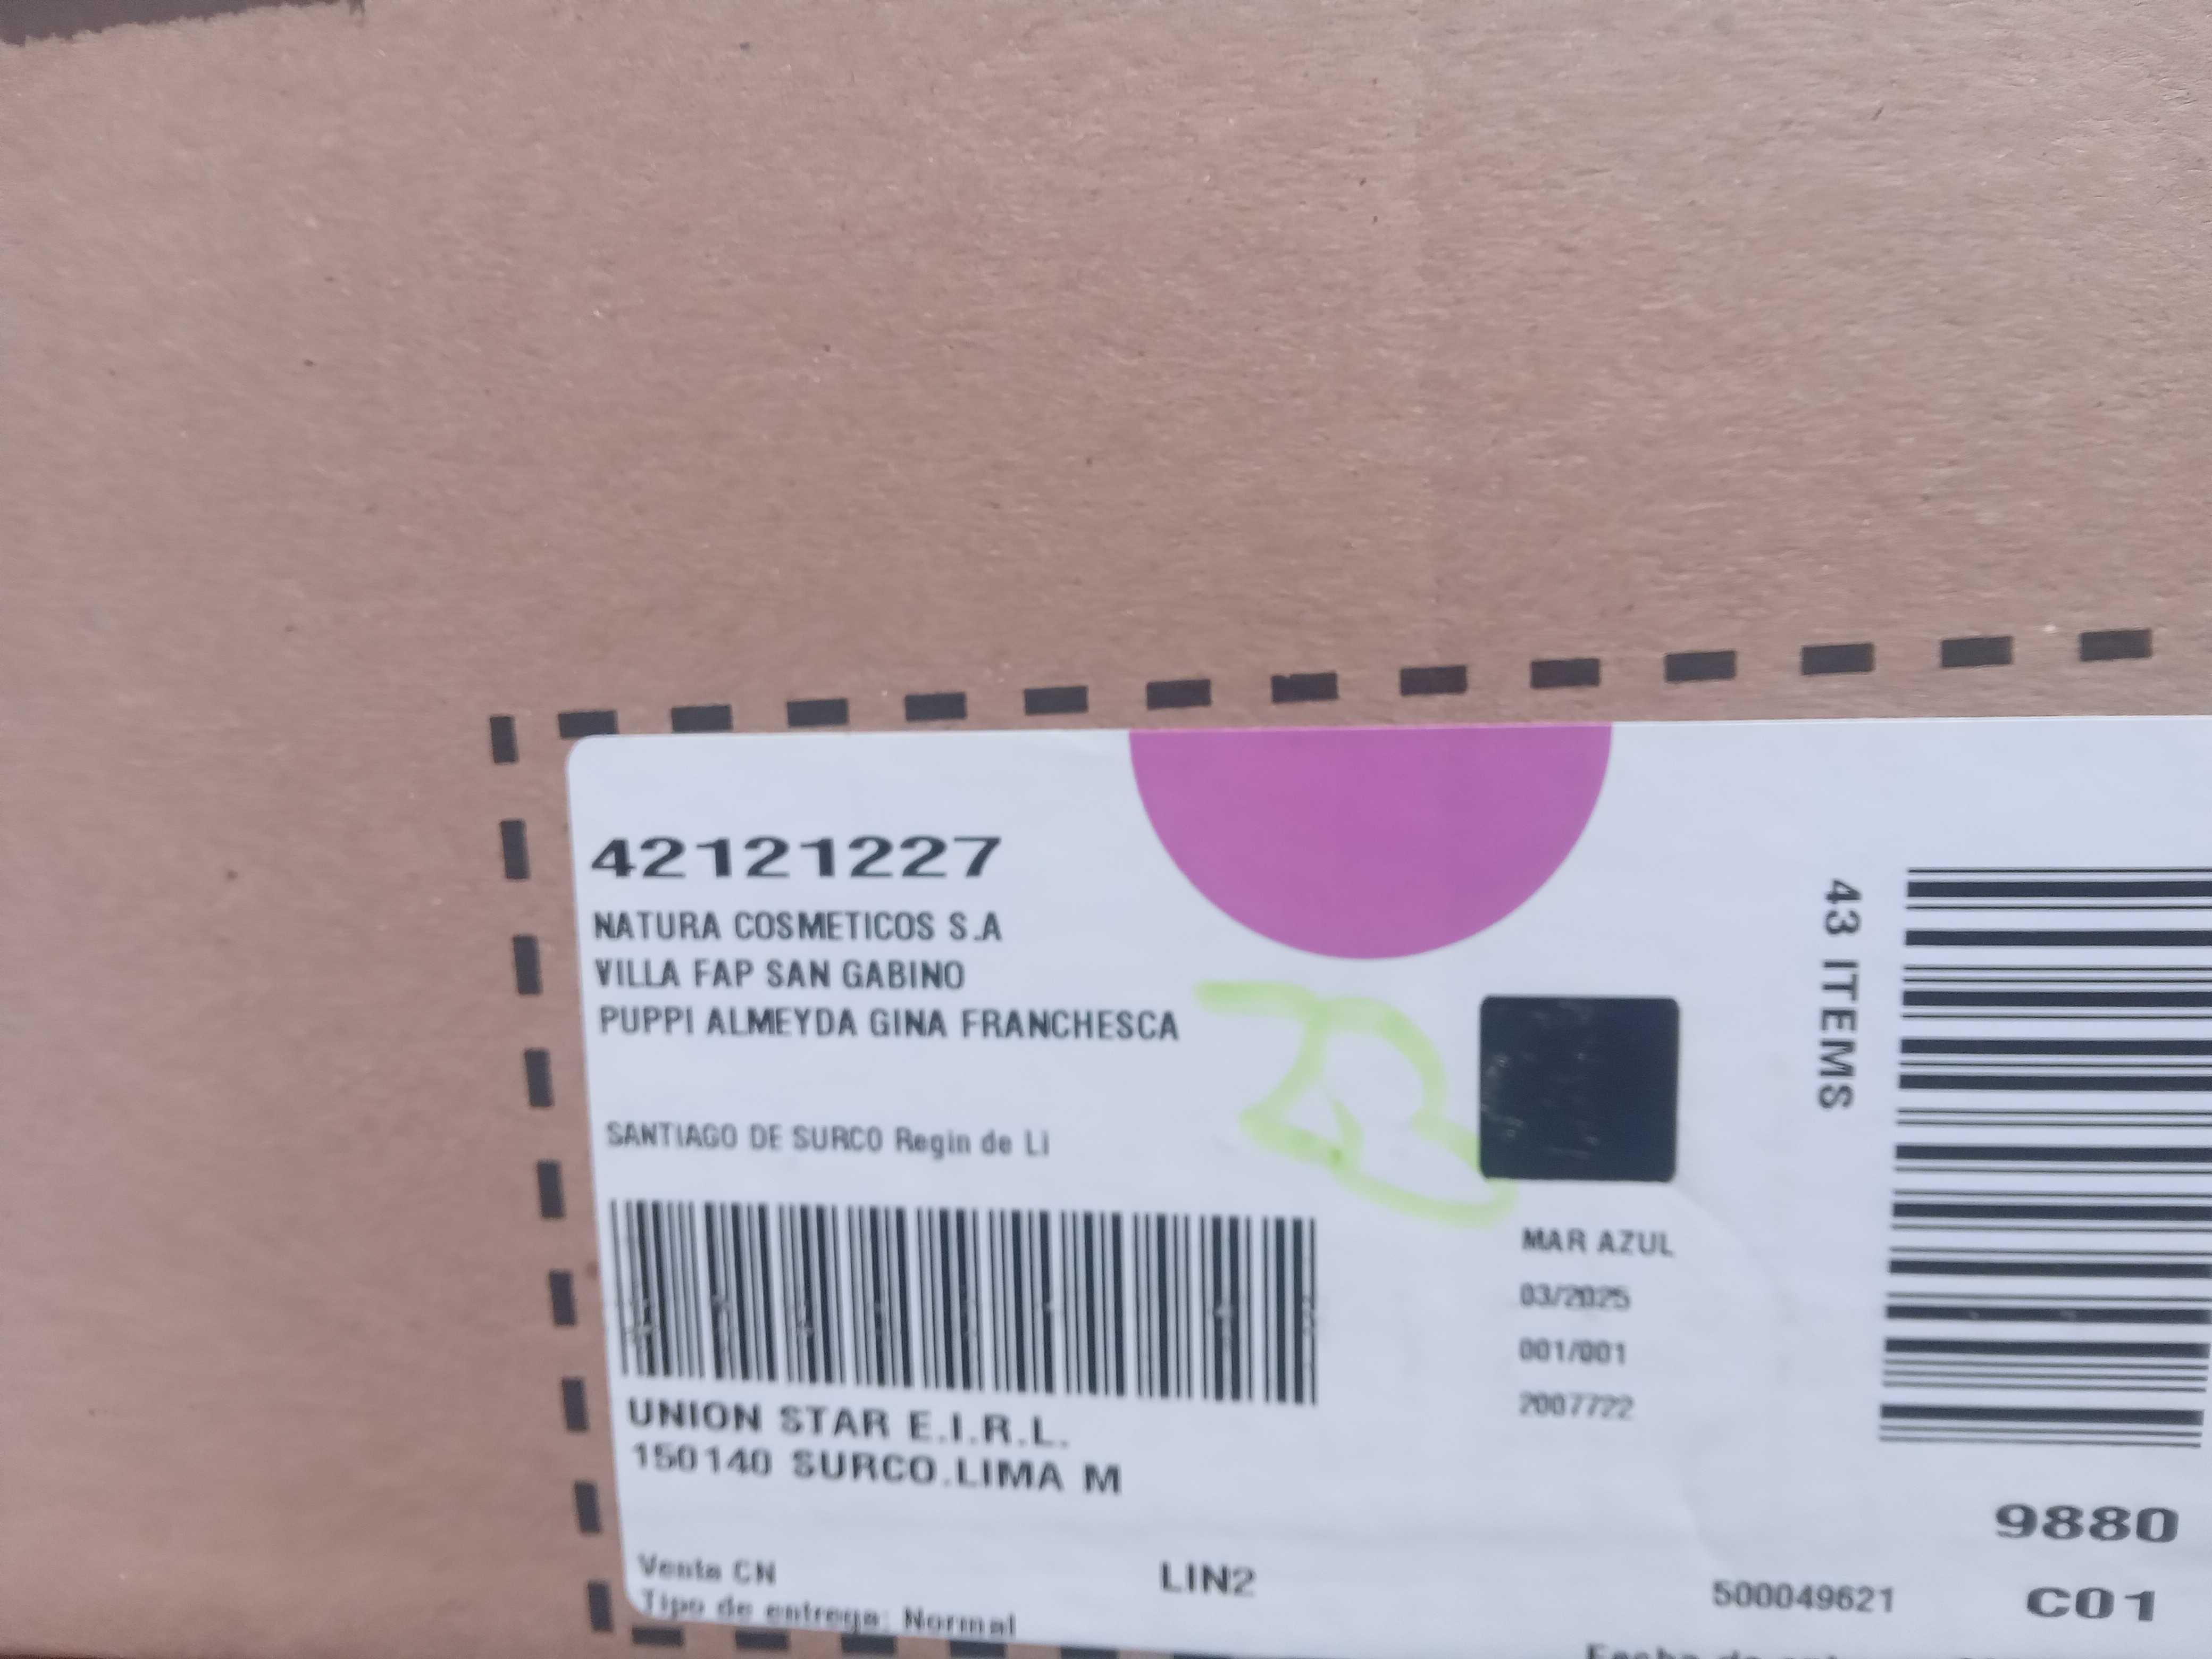 42121227
NATURA COSMETICOS S.A
VILLA FAP SAN GABINO
PUPPI ALMEYDA GINA FRANCHESCA
SANTIAGO DE SURCO Regin de Li
UNION STAR E.I.R.L.
150140 SURCO.LIMA M
Venta CN
LIN2
Tipo de entrega: Normal
MAR AZUL
03/2025
001/001
2007722
43 ITEMS
9880
500049621
C01